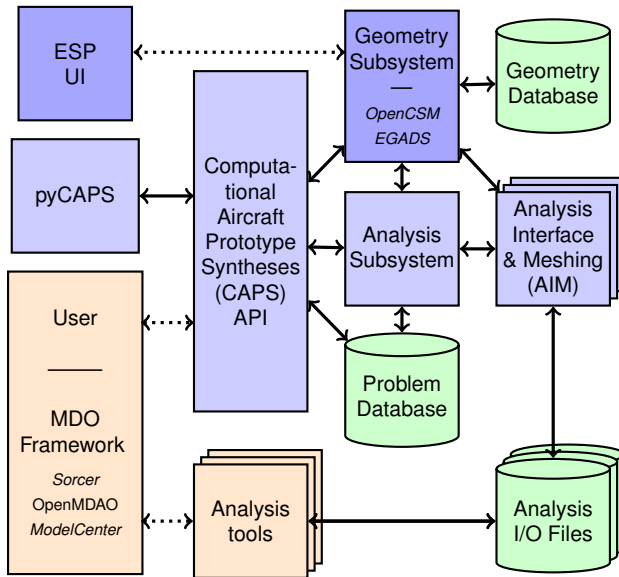 ESP
UI
Geometry
Subsystem
OpenCSM
EGADS
Geometry
Database
pyCAPS
Computa-
tional
Aircraft
Prototype
Syntheses
(CAPS)
API
Analysis
Subsystem
Analysis
Interface
& Meshing
(AIM)
User
MDO
Framework
Sorcer
OpenMDAO
ModelCenter
Problem
Database
Analysis
tools
Analysis
I/O Files